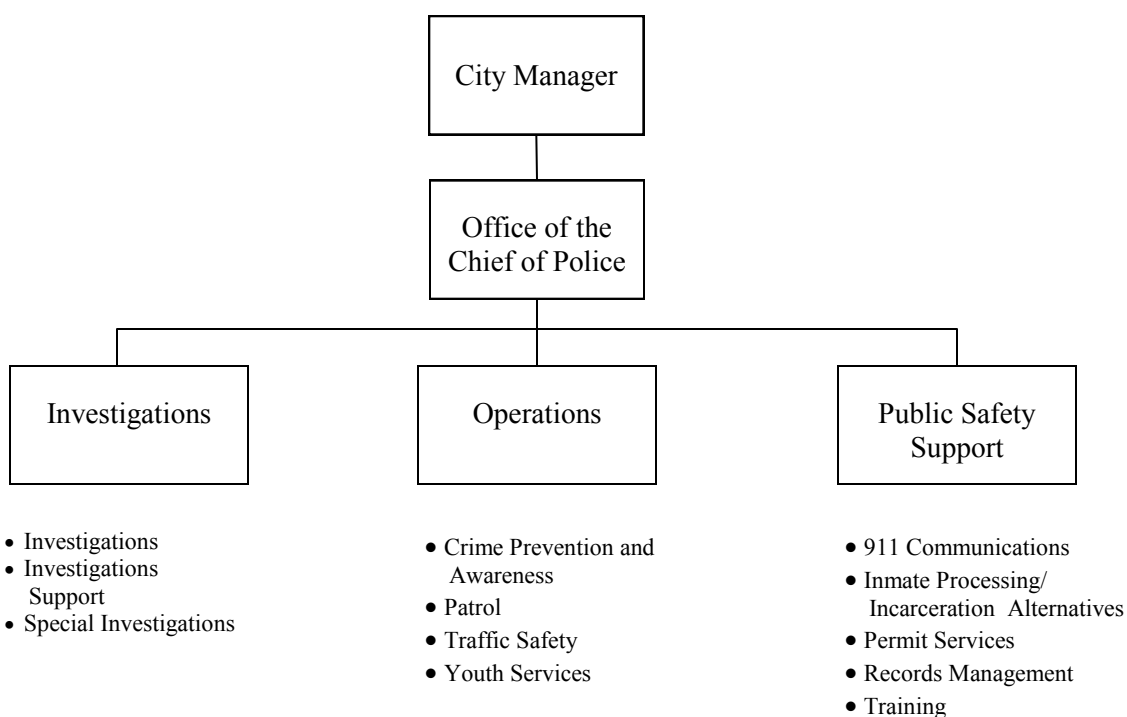 City Manager
Office of the
Chief of Police
Investigations
Operations
Public Safety
Support
• Investigations
• Investigations
Support
• Special Investigations
• Crime Prevention and
Awareness
• Patrol
• Traffic Safety
• Youth Services
• 911 Communications
• Inmate Processing/
Incarceration Alternatives
• Permit Services
• Records Management
• Training